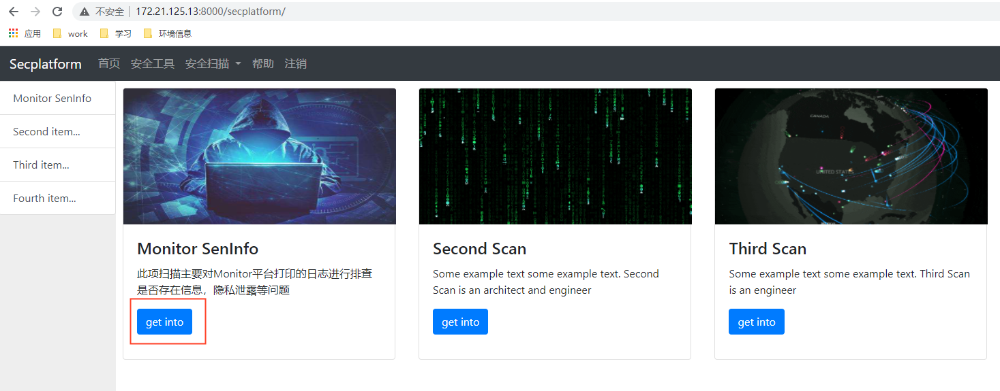 不安全 172.21.125.13:8000/secplatform/
应用 work 学习 环境信息
Secplatform 首页 安全工具 安全扫描 帮助 注销
Monitor SenInfo
Second item...
Third item...
Fourth item...
Monitor SenInfo
此项扫描主要对Monitor平台打印的日志进行排查
是否存在信息，隐私泄露等问题
get into
CANADA
UNITED STATES
Second Scan
Some example text some example text. Second
Scan is an architect and engineer
get into
Third Scan
Some example text some example text. Third Scan
is an engineer
get into